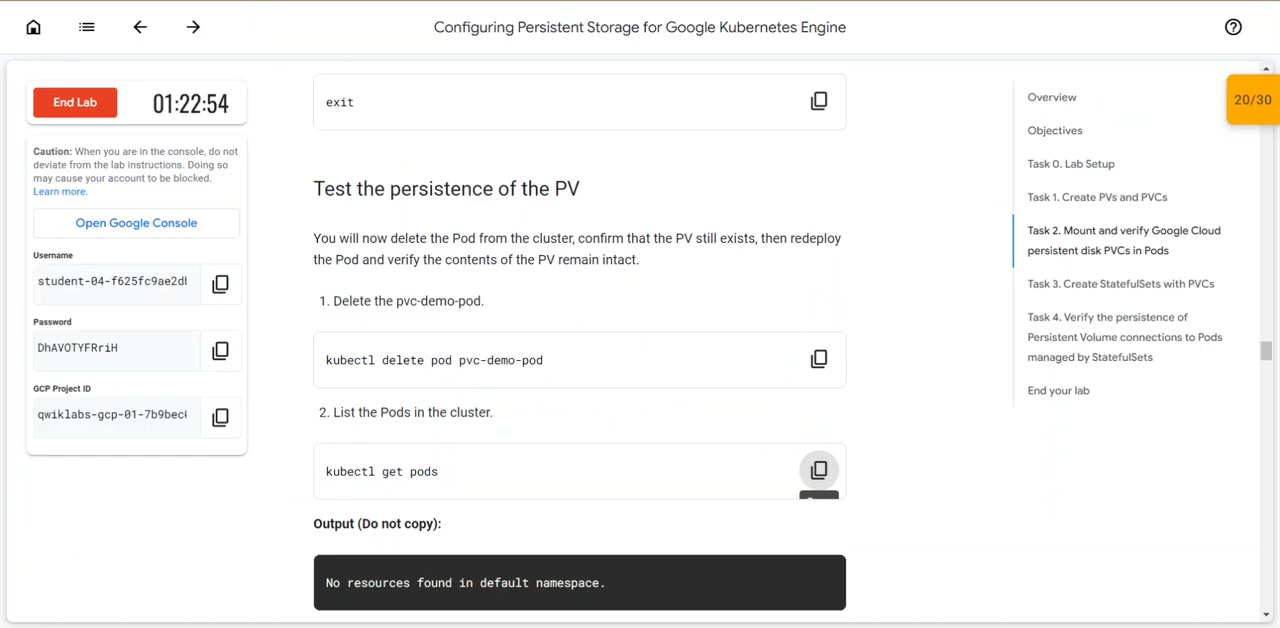 Configuring Persistent Storage for Google Kubernetes Engine
End Lab
01:22:54
Caution: When you are in the console, do not
deviate from the lab instructions. Doing so
may cause your account to be blocked.
Learn more.
Open Google Console
Username
student-04-f625fc9ae2d
Password
DhAVOTYFRriH
GCP Project ID
qwiklabs-gcp-01-7b9bec
exit
Test the persistence of the PV
You will now delete the Pod from the cluster, confirm that the PV still exists, then redeploy
the Pod and verify the contents of the PV remain intact.
1. Delete the pvc-demo-pod.
kubectl delete pod pvc-demo-pod
2. List the Pods in the cluster.
kubectl get pods
Output (Do not copy):
No resources found in default namespace.
Overview
Objectives
Task 0. Lab Setup
Task 1. Create PVs and PVCs
Task 2. Mount and verify Google Cloud
persistent disk PVCs in Pods
Task 3. Create StatefulSets with PVCs
Task 4. Verify the persistence of
Persistent Volume connections to Pods
managed by StatefulSets
End your lab
20/30